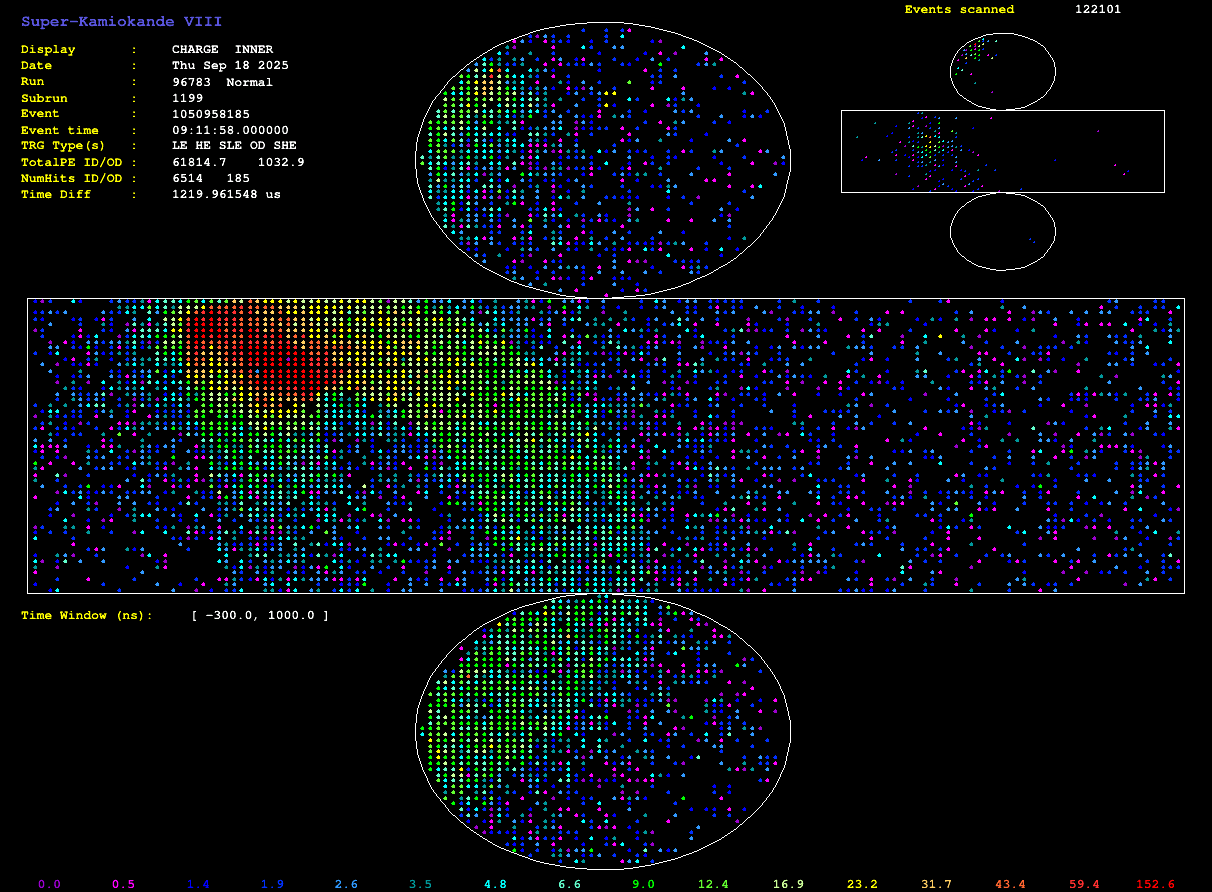 Super-Kamiokande VIII
Events scanned 122101
Display : CHARGE INNER
Date : Thu Sep 18 2025
Run : 96783 Normal
Subrun : 1199
Event : 1050958185
Event time : 09:11:58.000000
TRG Type(s) : LE HE SLE OD SHE
TotalPE ID/OD : 61814.7 1032.9
NumHits ID/OD : 6514 185
Time Diff : 1219.961548 us
Time Window (ns): [ -300.0, 1000.0 ]
0.0 0.5 1.4 1.9 2.6 3.5 4.8 6.6 9.0 12.4 16.9 23.2 31.7 43.4 59.4 152.6